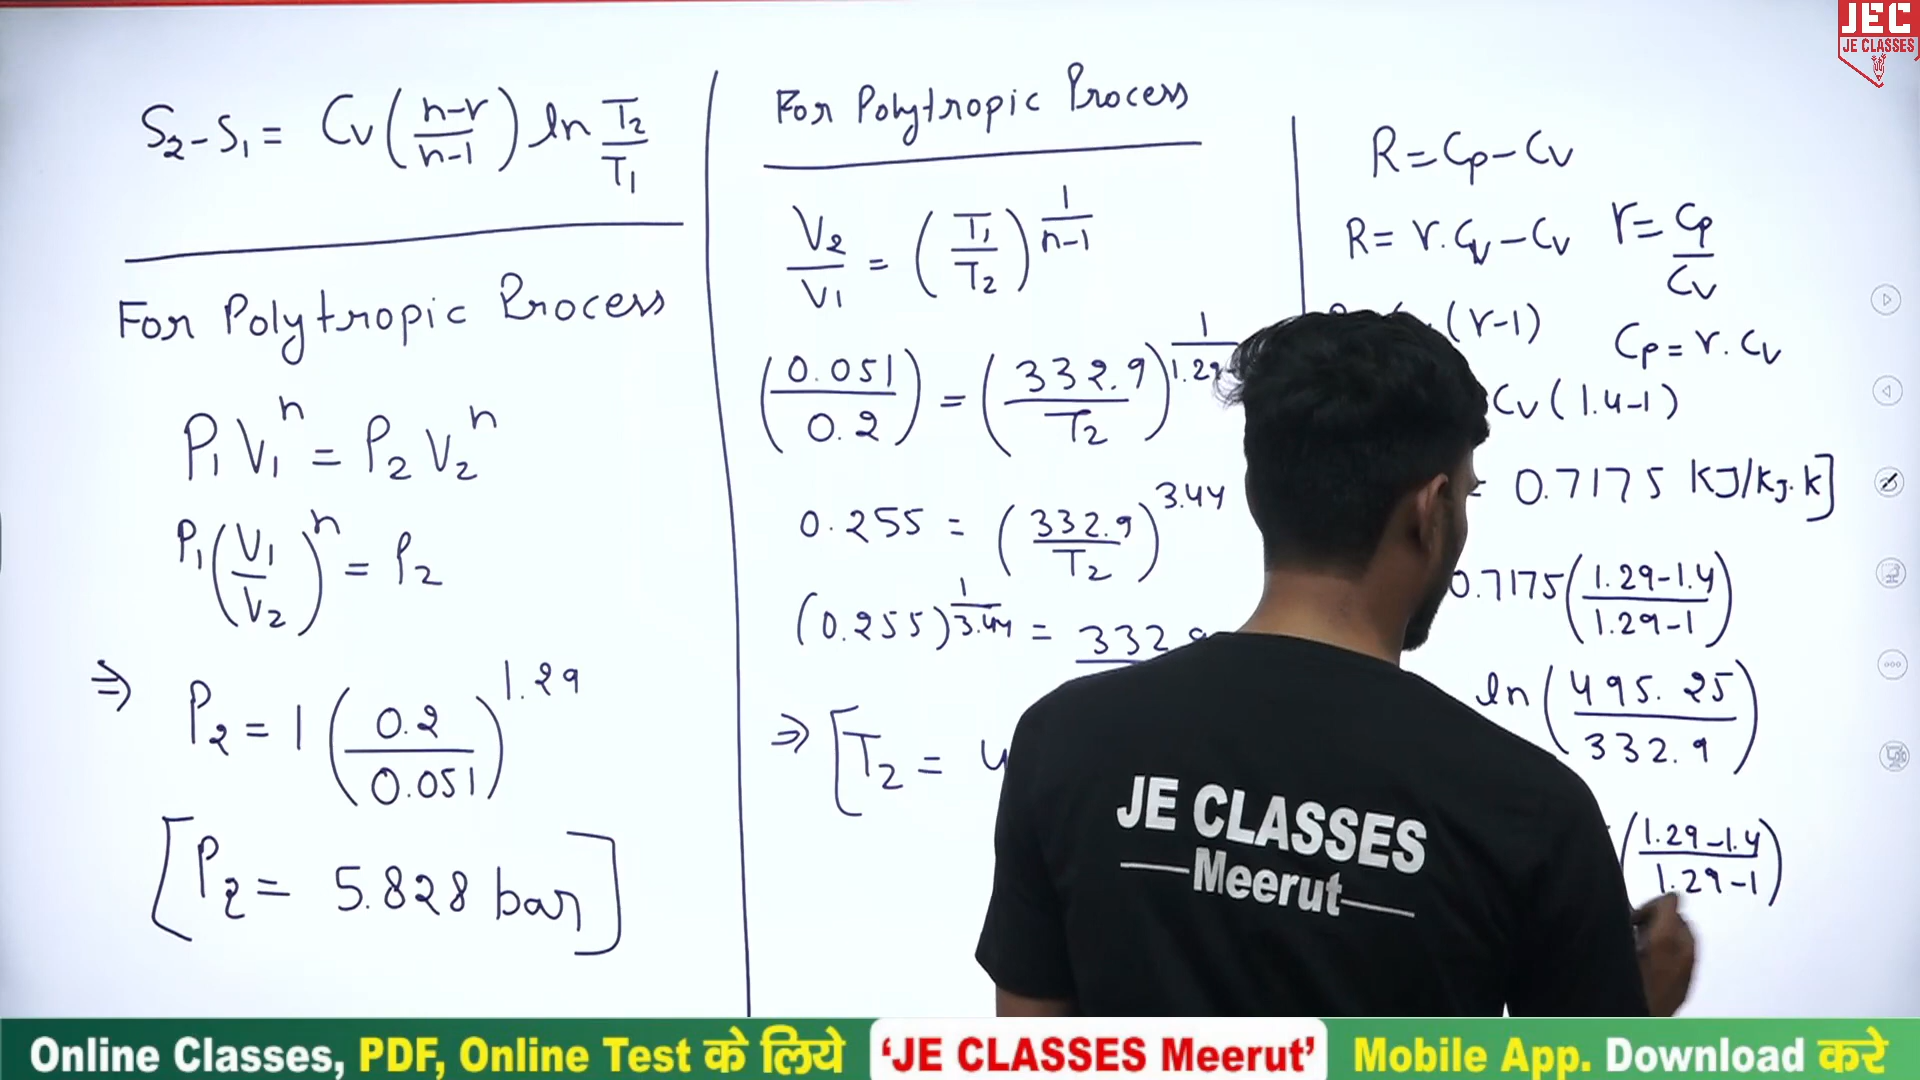 JEC
JE CLASSES
S₂-S₁ = Cv((n-r)/(n-1)) ln T₂/T₁
For Polytropic Process
P₁V₁ⁿ = P₂V₂ⁿ
P₁(V₁/V₂)ⁿ = P₂
⇒ P₂ = 1(0.2/0.051)^1.29
[P₂ = 5.828 bar]
For Polytropic Process
V₂/V₁ = (T₁/T₂)^(1/(n-1))
(0.051/0.2) = (332.9/T₂)^(1/1.29
0.255 = (332.9/T₂)^3.44
(0.255)^(1/3.44) = 332
⇒ [T₂ =
R = Cp-Cv
R = r.Cv-Cv
r = Cp/Cv
(r-1)
Cp = r.Cv
Cv(1.4-1)
0.7175 KJ/Kg.K]
0.7175((1.29-1.4)/(1.29-1))
ln(495.25/332.9)
((1.29-1.4)/(1.29-1))
JE CLASSES
Meerut
Online Classes, PDF, Online Test के लिये 'JE CLASSES Meerut' Mobile App. Download करे